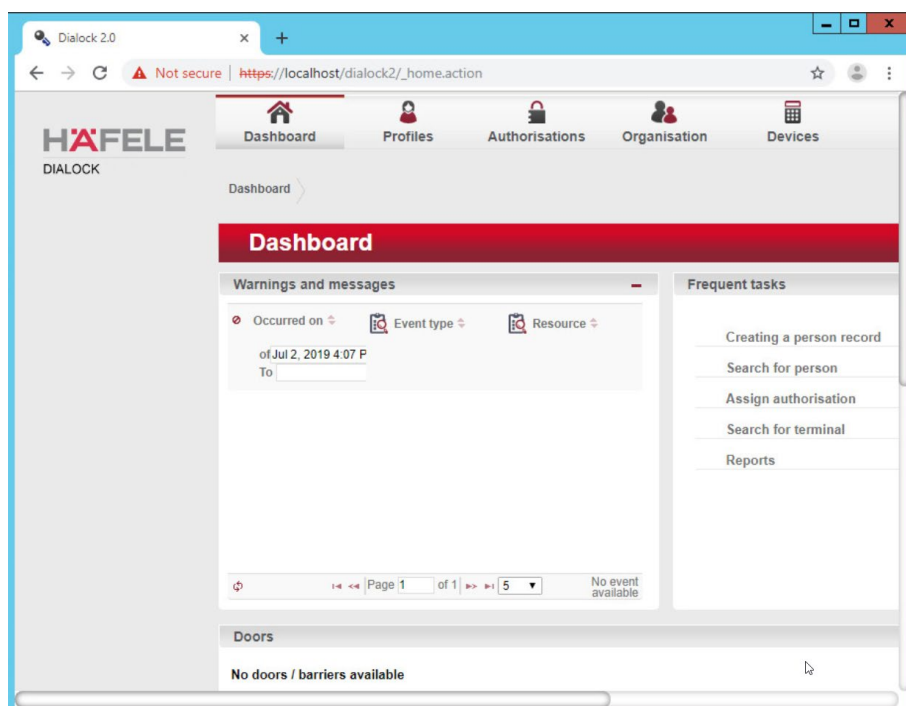 Dialock 2.0
Not secure | https://localhost/dialock2/_home.action
HÄFELE
DIALOCK
Dashboard Profiles Authorisations Organisation Devices
Dashboard
Dashboard
Warnings and messages
Occurred on Event type Resource
of Jul 2, 2019 4:07 P
To
Page 1 of 1 5 No event
available
Frequent tasks
Creating a person record
Search for person
Assign authorisation
Search for terminal
Reports
Doors
No doors / barriers available